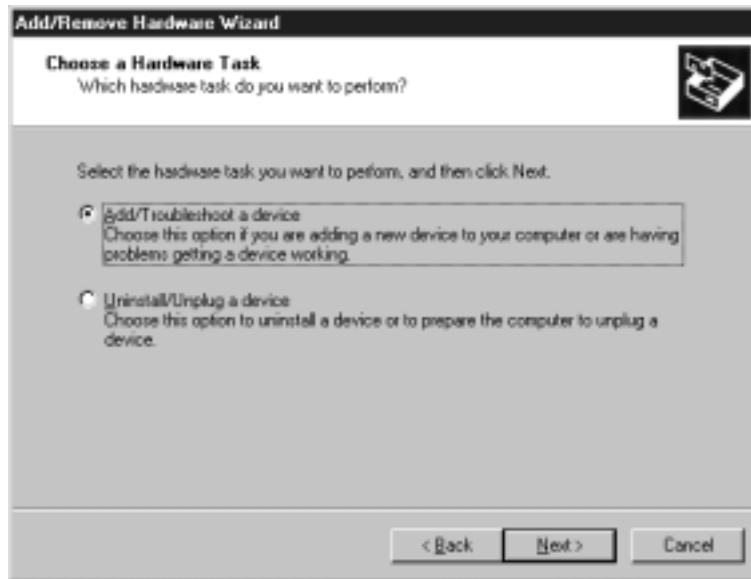 Add/Remove Hardware Wizard
Choose a Hardware Task
Which hardware task do you want to perform?
Select the hardware task you want to perform, and then click Next.
Add/Troubleshoot a device
Choose this option if you are adding a new device to your computer or are having
problems getting a device working.
Uninstall/Unplug a device
Choose this option to uninstall a device or to prepare the computer to unplug a
device.
< Back
Next >
Cancel